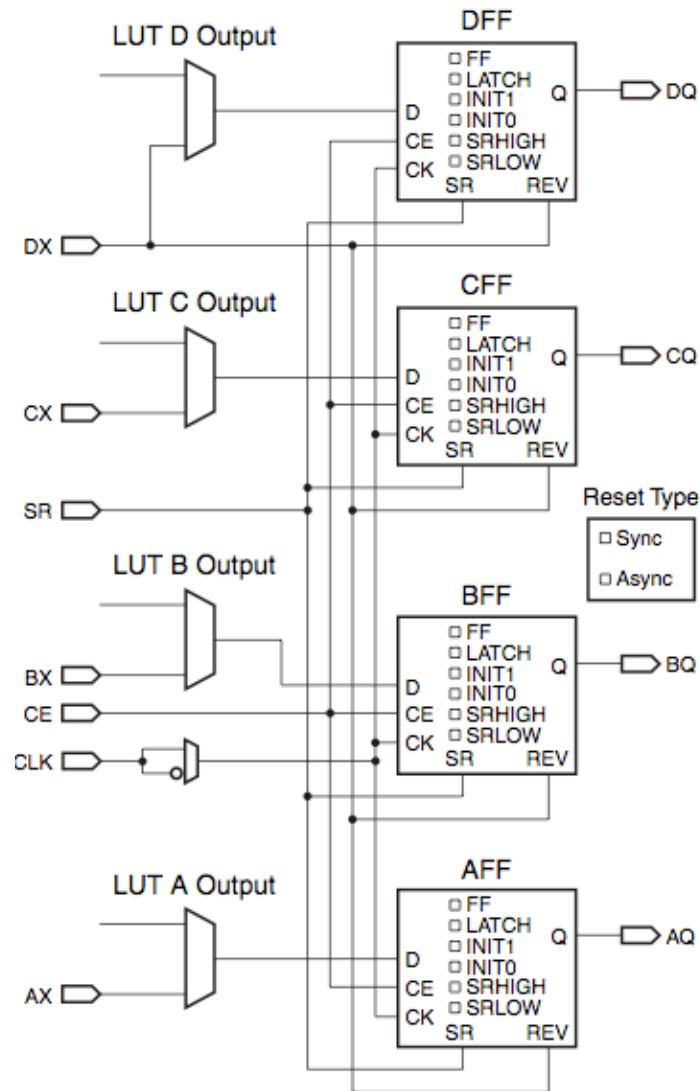 DFF
LUT D Output
FF
LATCH
INIT1
INIT0
SRHIGH
SRLOW
D
CE
CK
Q
SR
REV
DQ
DX
CFF
LUT C Output
FF
LATCH
INIT1
INIT0
SRHIGH
SRLOW
D
CE
CK
Q
SR
REV
CQ
CX
SR
Reset Type
Sync
Async
LUT B Output
BFF
FF
LATCH
INIT1
INIT0
SRHIGH
SRLOW
D
CE
CK
Q
SR
REV
BQ
BX
CE
CLK
LUT A Output
AFF
FF
LATCH
INIT1
INIT0
SRHIGH
SRLOW
D
CE
CK
Q
SR
REV
AQ
AX